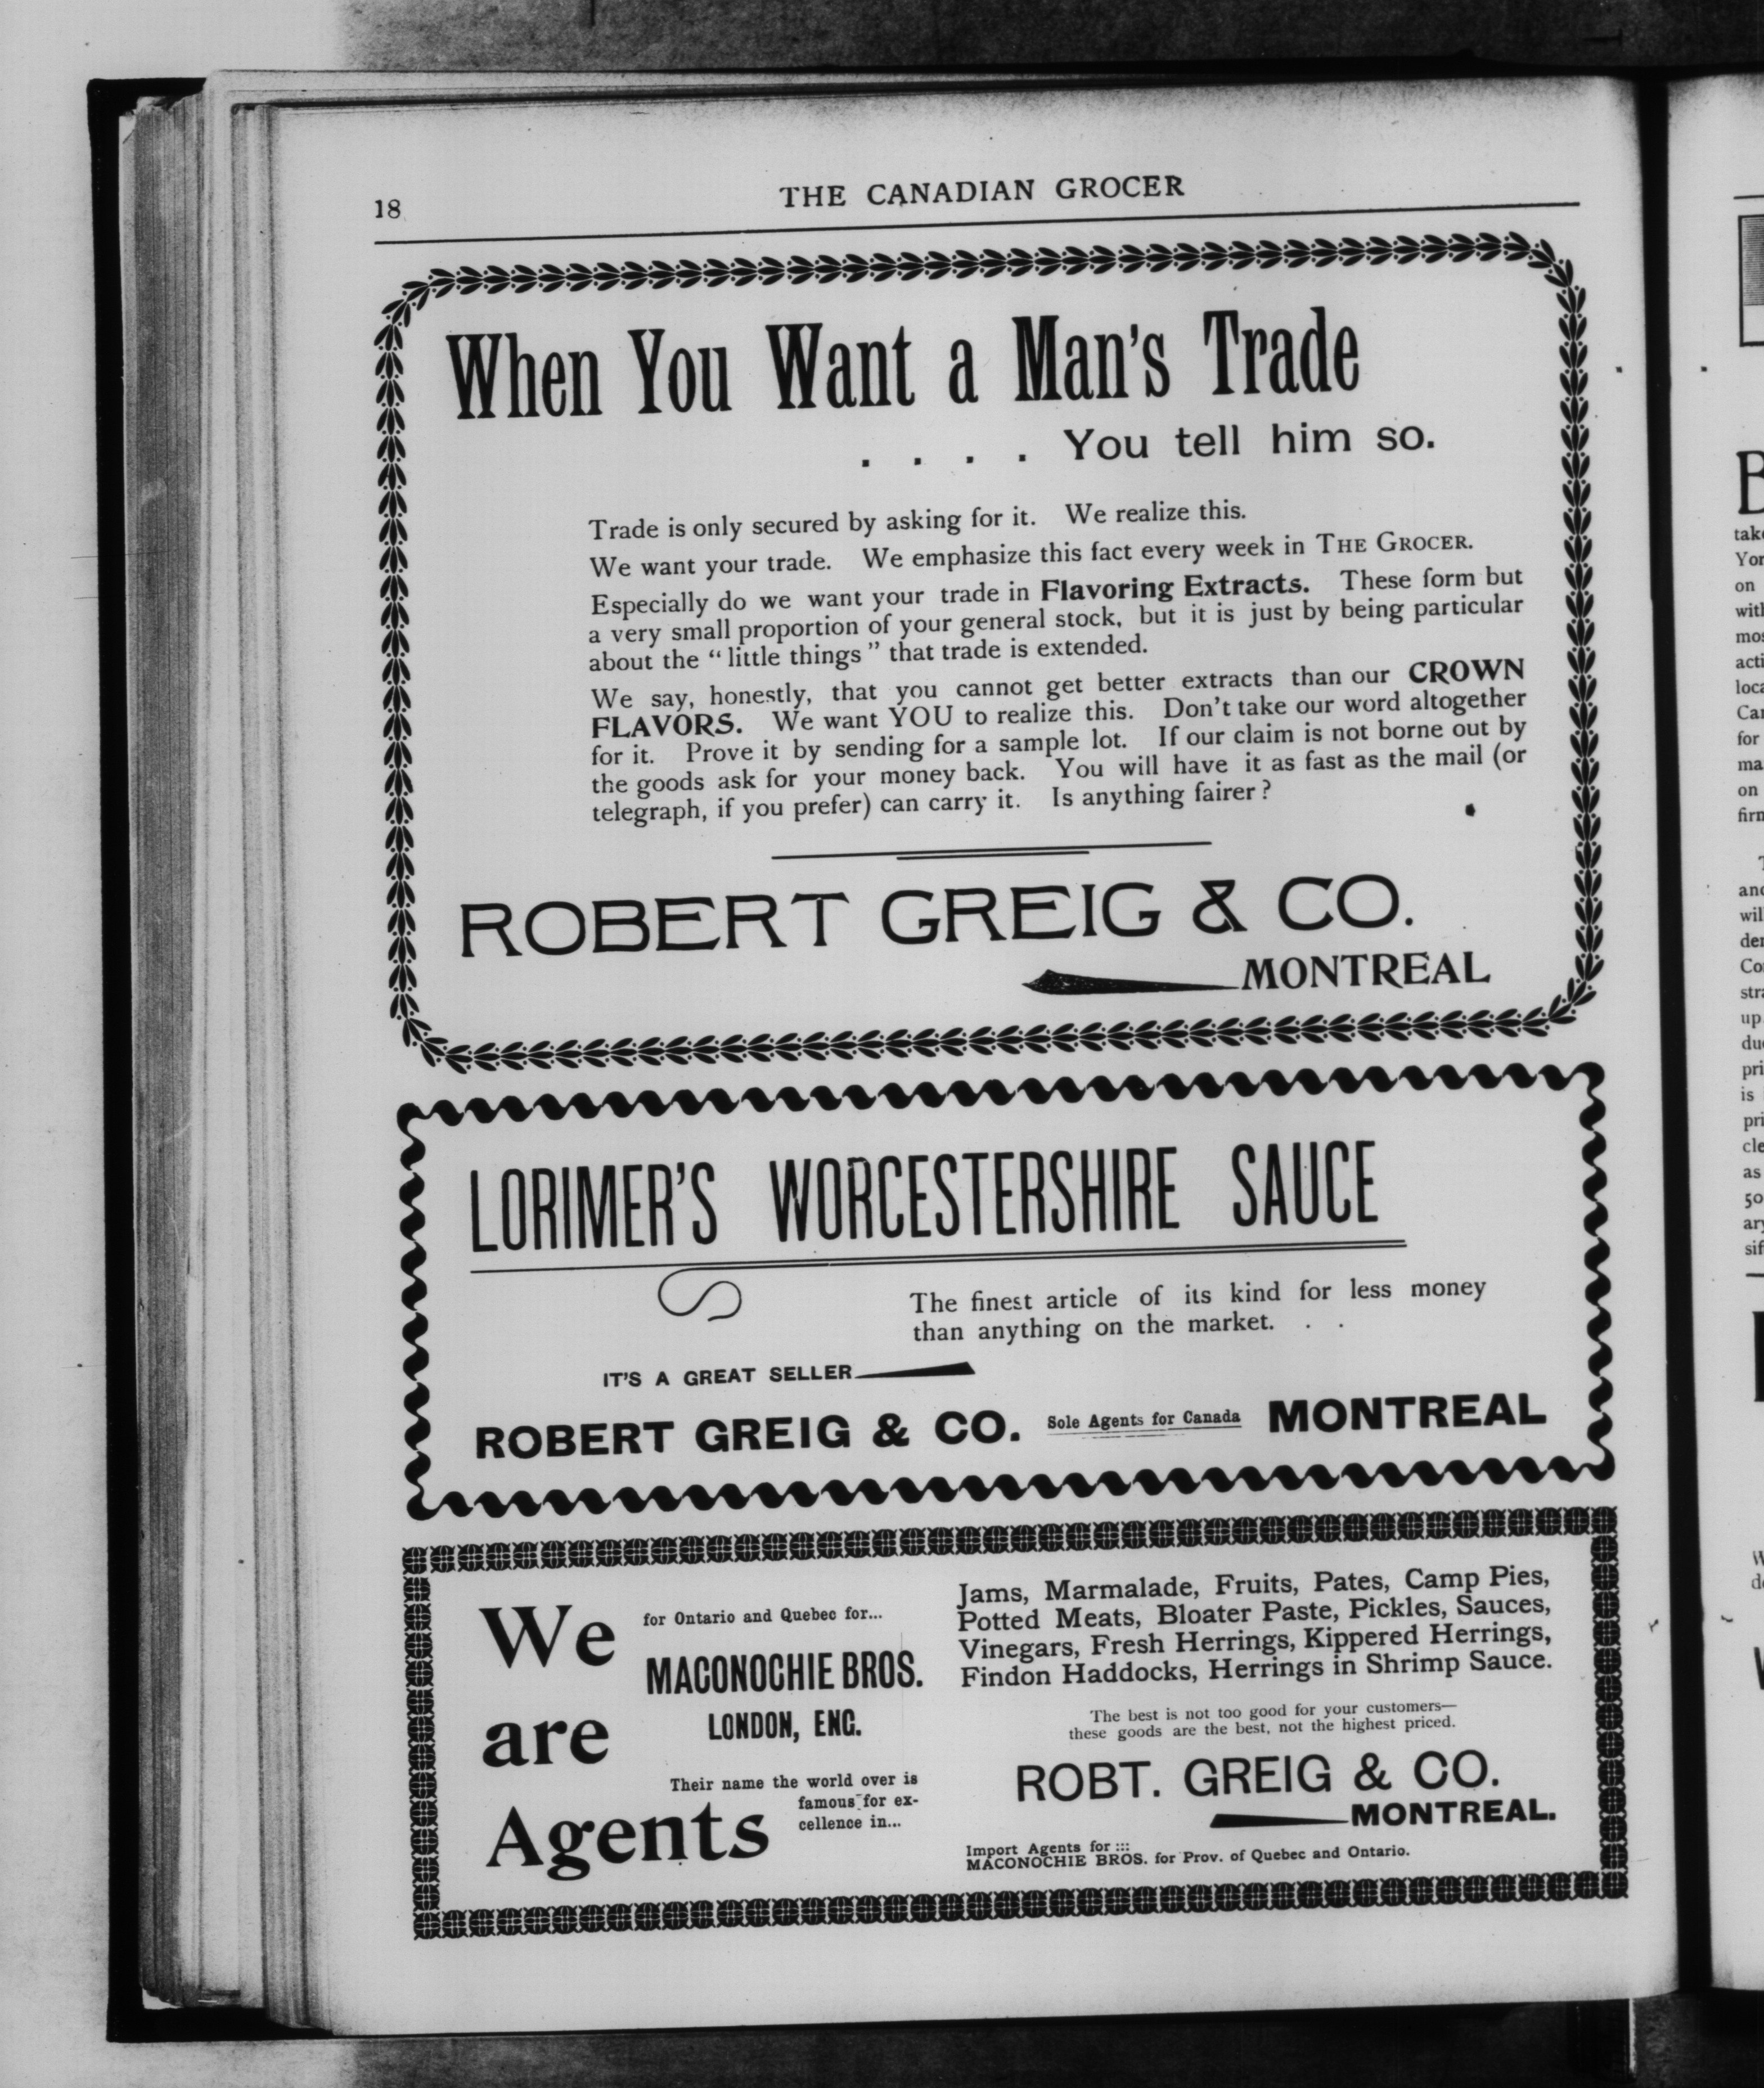 18
THE CANADIAN GROCER
When You Want a Man's Trade
. . . . You tell him so.
Trade is only secured by asking for it. We realize this.
We want your trade. We emphasize this fact every week in THE GROCER.
Especially do we want your trade in Flavoring Extracts. These form but
a very small proportion of your general stock, but it is just by being particular
about the "little things" that trade is extended.
We say, honestly, that you cannot get better extracts than our CROWN
FLAVORS. We want YOU to realize this. Don't take our word altogether
for it. Prove it by sending for a sample lot. If our claim is not borne out by
the goods ask for your money back. You will have it as fast as the mail (or
telegraph, if you prefer) can carry it. Is anything fairer?
ROBERT GREIG & CO.
MONTREAL
LORIMER'S WORCESTERSHIRE SAUCE
The finest article of its kind for less money
than anything on the market. . .
IT'S A GREAT SELLER
ROBERT GREIG & CO. Sole Agents for Canada MONTREAL
We
are
Agents
for Ontario and Quebec for...
MACONOCHIE BROS.
LONDON, ENG.
Their name the world over is
famous for ex-
cellence in...
Jams, Marmalade, Fruits, Pates, Camp Pies,
Potted Meats, Bloater Paste, Pickles, Sauces,
Vinegars, Fresh Herrings, Kippered Herrings,
Findon Haddocks, Herrings in Shrimp Sauce.
The best is not too good for your customers—
these goods are the best, not the highest priced.
ROBT. GREIG & CO.
MONTREAL.
Import Agents for :::
MACONOCHIE BROS. for Prov. of Quebec and Ontario.